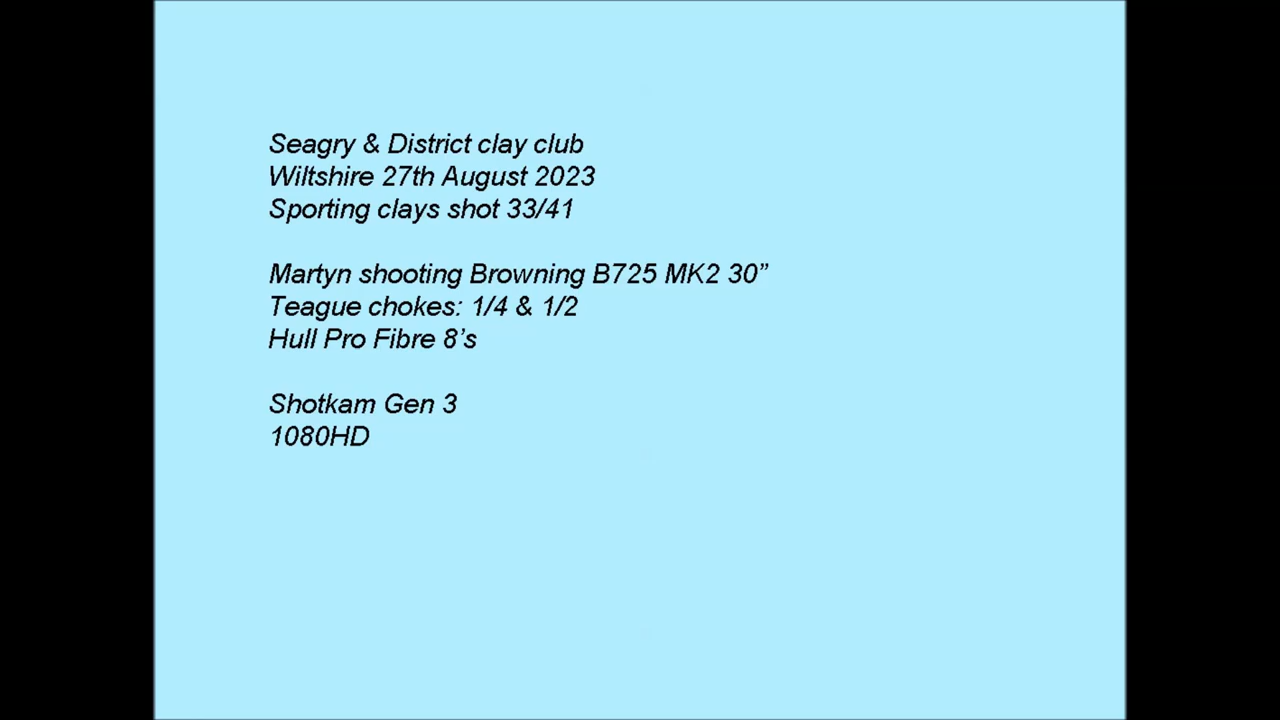 Seagry & District clay club
Wiltshire 27th August 2023
Sporting clays shot 33/41
Martyn shooting Browning B725 MK2 30”
Teague chokes: 1/4 & 1/2
Hull Pro Fibre 8’s
Shotkam Gen 3
1080HD